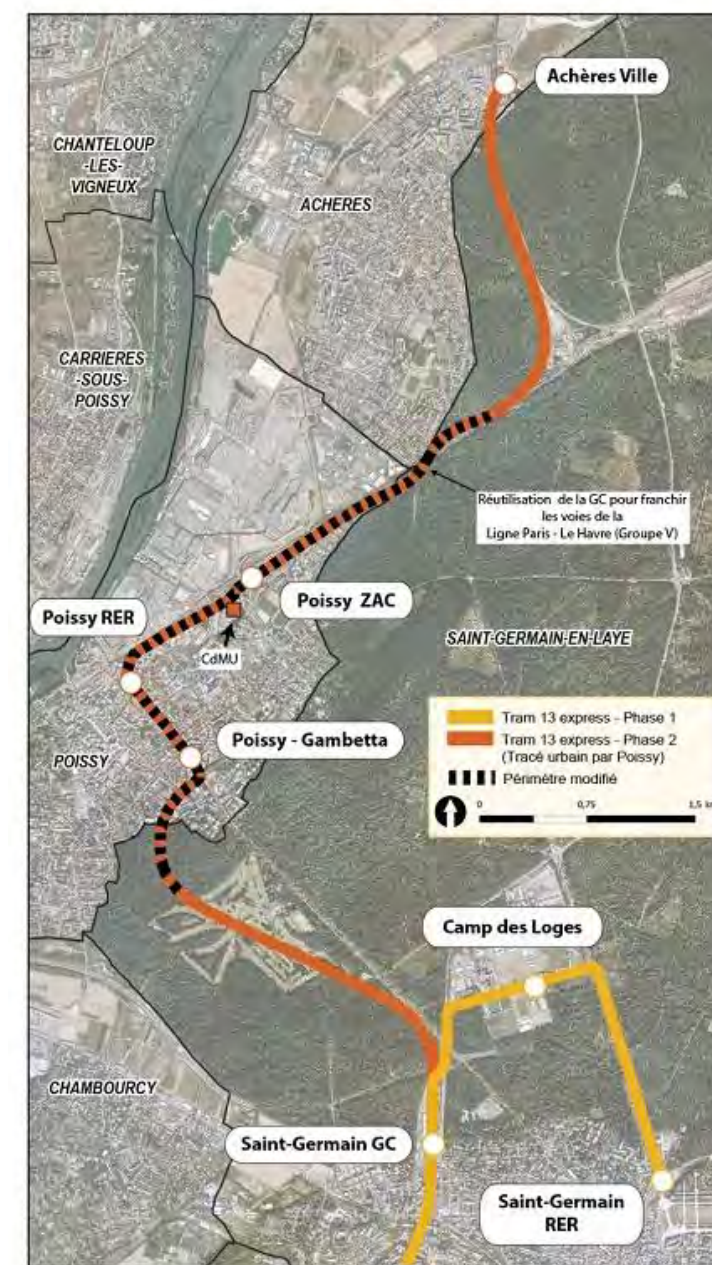 Achères Ville
CHANTELOUP
-LES-
VIGNEUX
ACHERES
CARRIERES
-SOUS-
POISSY
Réutilisation de la GC pour franchir
les voies de la
Ligne Paris - Le Havre (Groupe V)
Poissy ZAC
Poissy RER
CdMU
SAINT-GERMAIN-EN-LAYE
Poissy - Gambetta
POISSY
Tram 13 express - Phase 1
Tram 13 express - Phase 2
(Tracé urbain par Poissy)
Périmètre modifié
0 0,75 1,5 k
Camp des Loges
CHAMBOURCY
Saint-Germain GC
Saint-Germain
RER